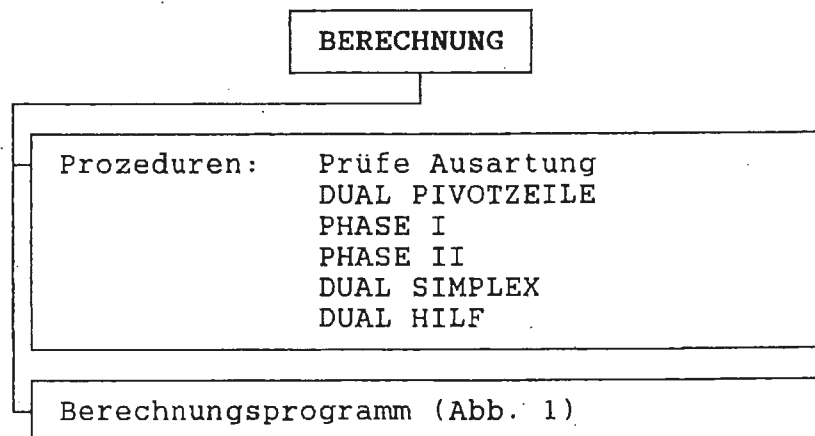 BERECHNUNG
Prozeduren: Prüfe Ausartung
DUAL PIVOTZEILE
PHASE I
PHASE II
DUAL SIMPLEX
DUAL HILF
Berechnungsprogramm (Abb. 1)